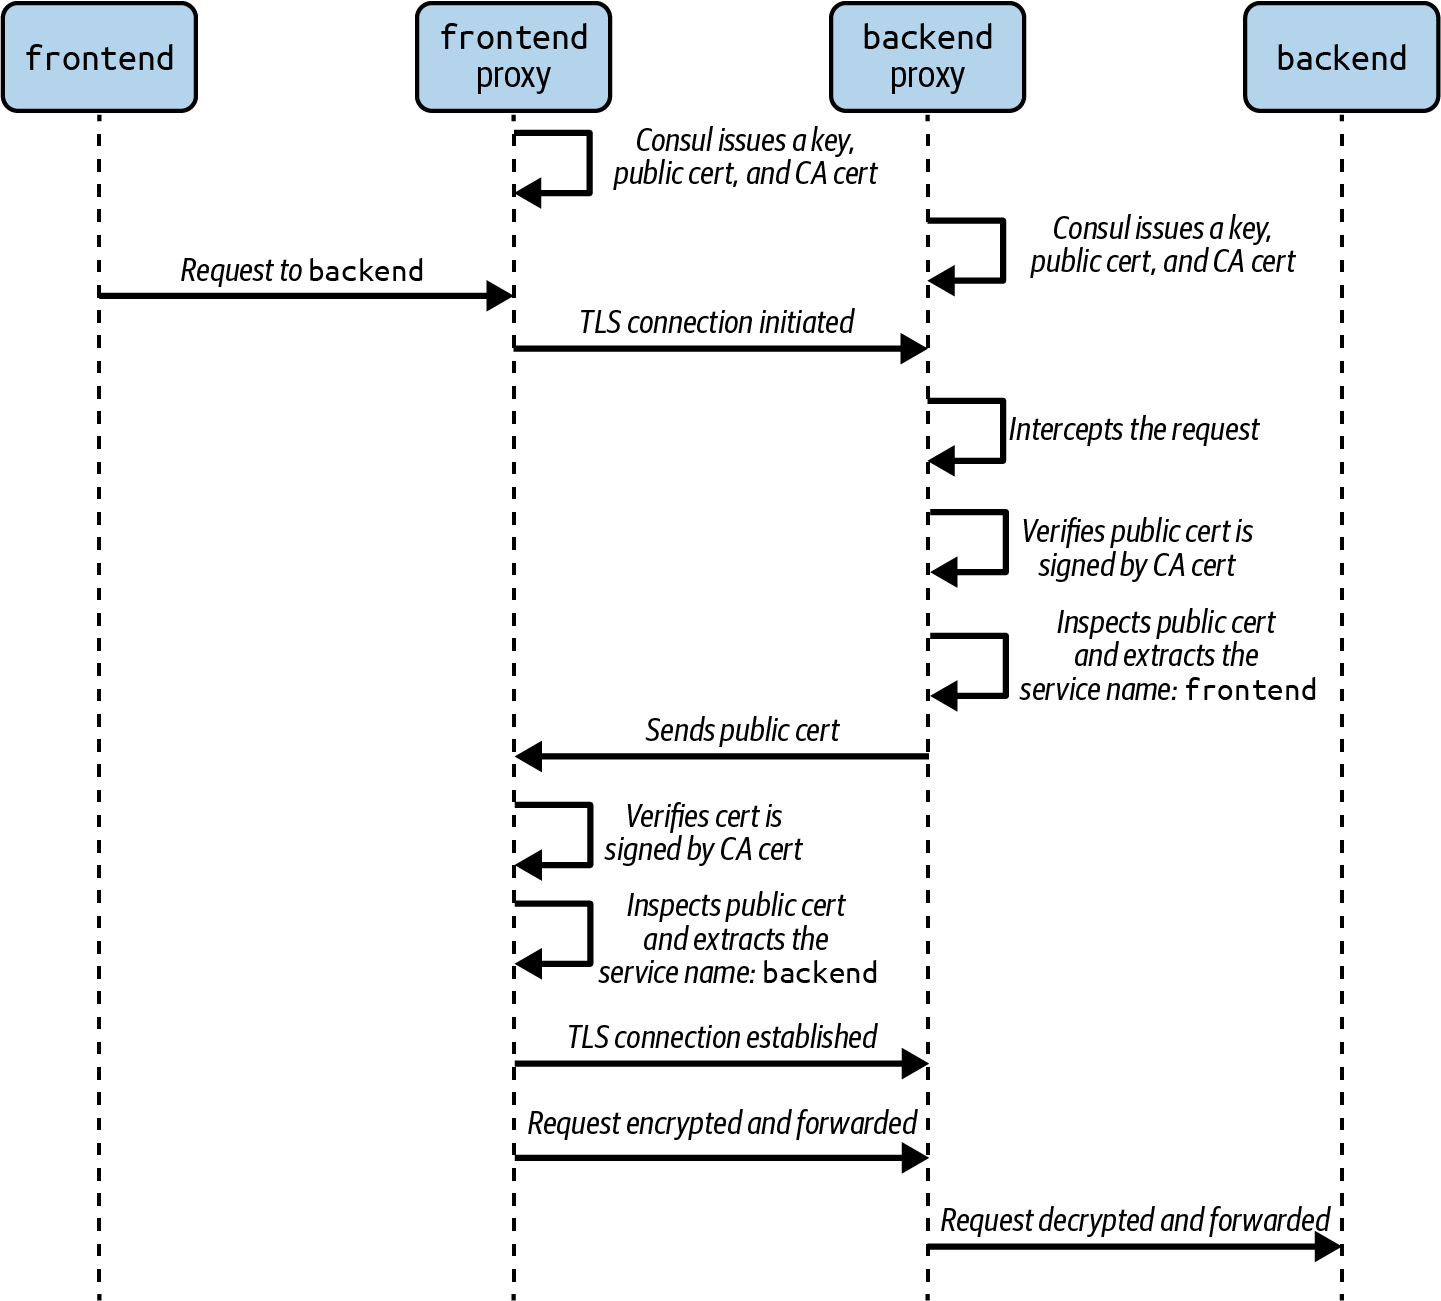 frontend
frontend
proxy
backend
proxy
backend
Consul issues a key,
public cert, and CA cert
Consul issues a key,
public cert, and CA cert
Request to backend
TLS connection initiated
Intercepts the request
Verifies public cert is
signed by CA cert
Inspects public cert
and extracts the
service name: frontend
Sends public cert
Verifies cert is
signed by CA cert
Inspects public cert
and extracts the
service name: backend
TLS connection established
Request encrypted and forwarded
Request decrypted and forwarded